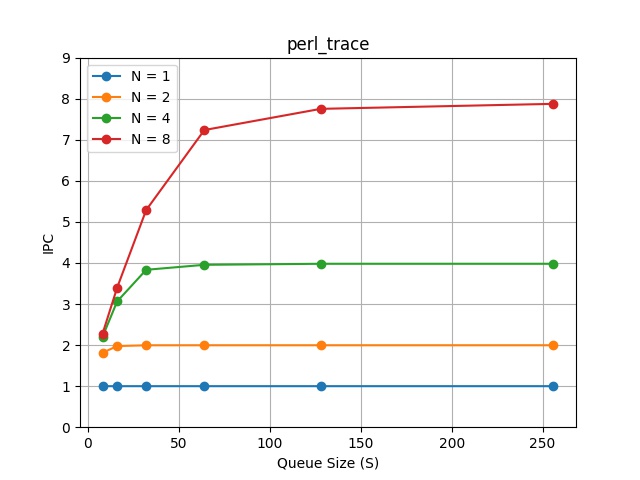 perl_trace
N = 1
N = 2
N = 4
N = 8
9
8
7
6
5
4
3
2
1
0
IPC
0 50 100 150 200 250
Queue Size (S)